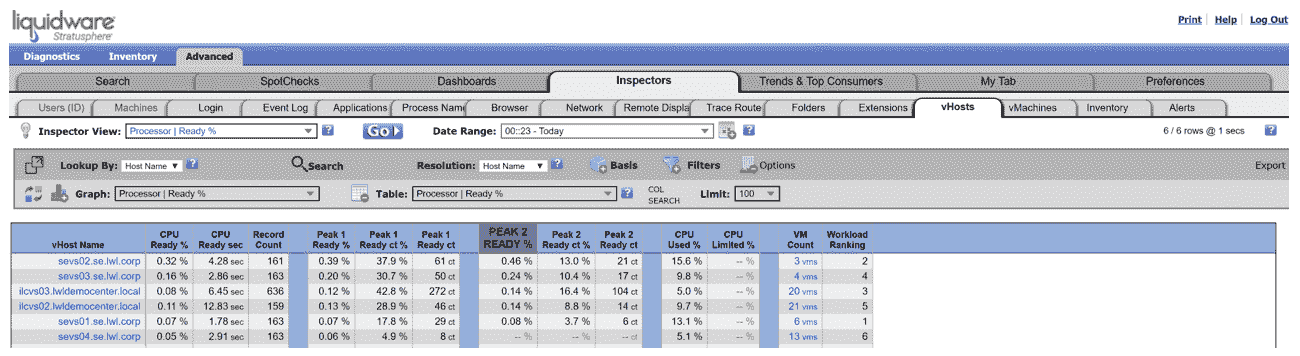 liquidware
Stratusphere
Print Help Log Out
Diagnostics Inventory Advanced
Search SpotChecks Dashboards Inspectors Trends & Top Consumers My Tab Preferences
Users (ID) Machines Login Event Log Applications Process Name Browser Network Remote Displa Trace Route Folders Extensions vHosts vMachines Inventory Alerts
Inspector View: Processor | Ready % Go Date Range: 00::23 - Today 6 / 6 rows @ 1 secs
Lookup By: Host Name Search Resolution: Host Name Basis Filters Options Export
Graph: Processor | Ready % Table: Processor | Ready % COL SEARCH Limit: 100
vHost Name CPU Ready % CPU Ready sec Record Count Peak 1 Ready % Peak 1 Ready ct % Peak 1 Ready ct PEAK 2 READY % Peak 2 Ready ct % Peak 2 Ready ct CPU Used % CPU Limited % VM Count Workload Ranking
sevs02.se.lwl.corp 0.32 % 4.28 sec 161 0.39 % 37.9 % 61 ct 0.46 % 13.0 % 21 ct 15.6 % -- % 3 vms 2
sevs03.se.lwl.corp 0.16 % 2.86 sec 163 0.20 % 30.7 % 50 ct 0.24 % 10.4 % 17 ct 9.8 % -- % 4 vms 4
ilcvs03.lwldemocenter.local 0.08 % 6.45 sec 636 0.12 % 42.8 % 272 ct 0.14 % 16.4 % 104 ct 5.0 % -- % 20 vms 3
ilcvs02.lwldemocenter.local 0.11 % 12.83 sec 159 0.13 % 28.9 % 46 ct 0.14 % 8.8 % 14 ct 9.7 % -- % 21 vms 5
sevs01.se.lwl.corp 0.07 % 1.78 sec 163 0.07 % 17.8 % 29 ct 0.08 % 3.7 % 6 ct 13.1 % -- % 6 vms 1
sevs04.se.lwl.corp 0.05 % 2.91 sec 163 0.06 % 4.9 % 8 ct -- % -- % -- ct 5.1 % -- % 13 vms 6